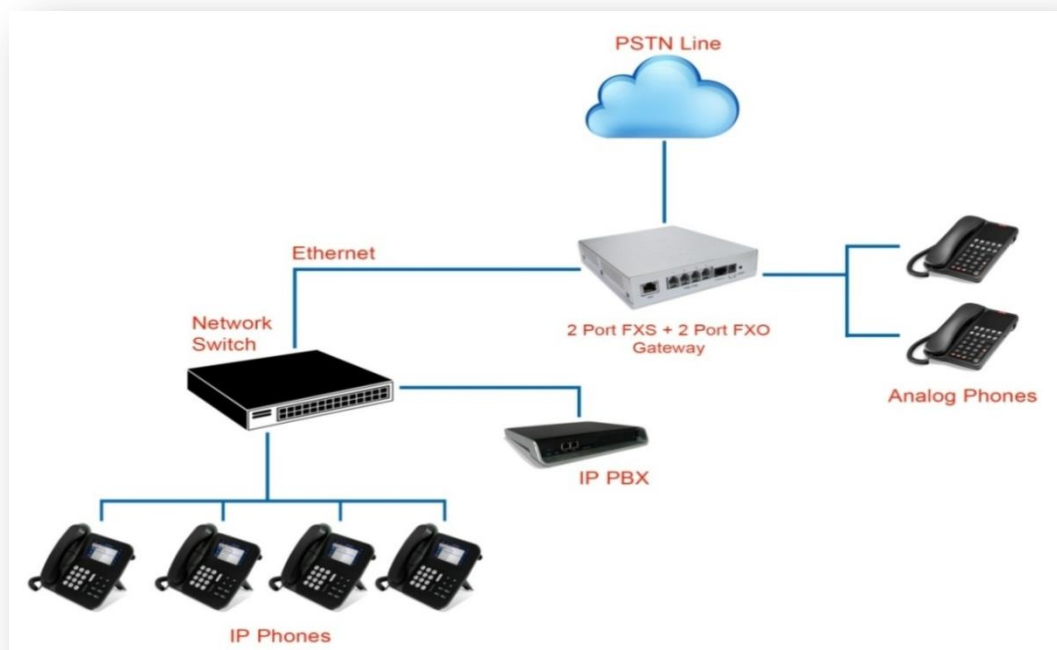 PSTN Line
Ethernet
2 Port FXS + 2 Port FXO
Gateway
Network
Switch
Analog Phones
IP PBX
IP Phones